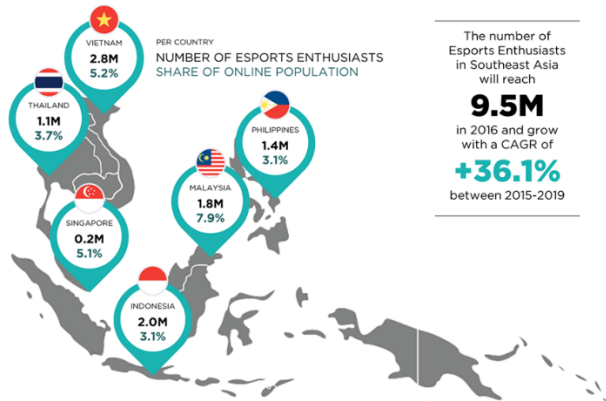 VIETNAM
2.8M
5.2%
PER COUNTRY
NUMBER OF ESPORTS ENTHUSIASTS
SHARE OF ONLINE POPULATION
THAILAND
1.1M
3.7%
PHILIPPINES
1.4M
3.1%
MALAYSIA
1.8M
7.9%
SINGAPORE
0.2M
5.1%
INDONESIA
2.0M
3.1%
The number of
Esports Enthusiasts
in Southeast Asia
will reach
9.5M
in 2016 and grow
with a CAGR of
+36.1%
between 2015-2019